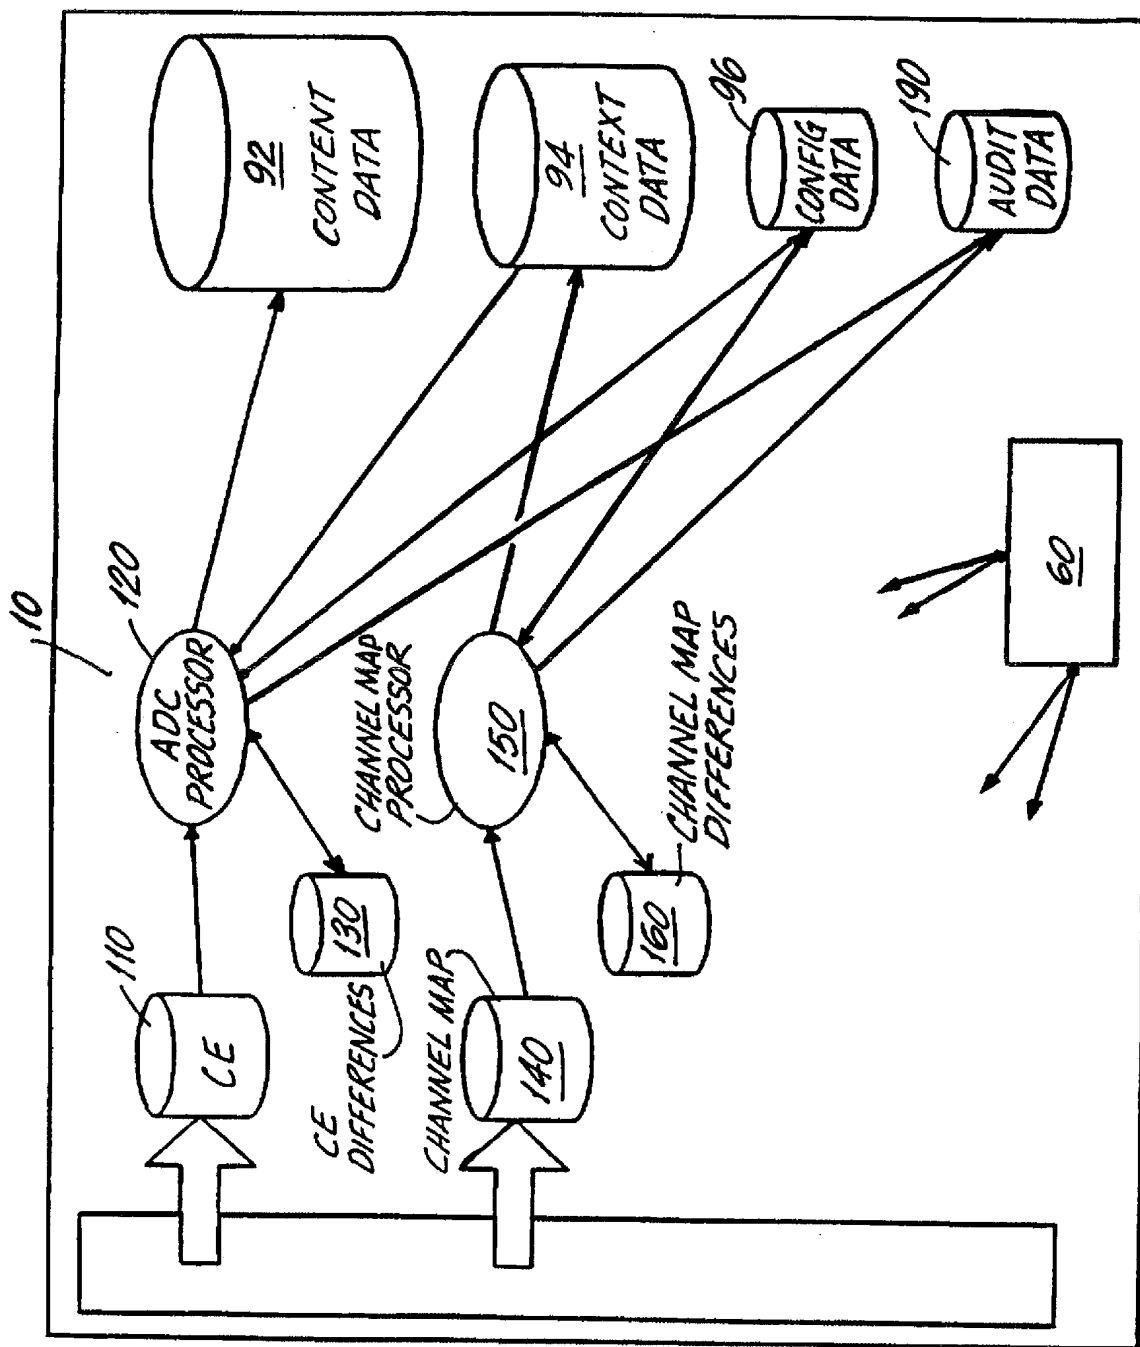 10
110
CE
120
ADC
PROCESSOR
92
CONTENT
DATA
CE
DIFFERENCES
130
CHANNEL MAP
PROCESSOR
94
CONTEXT
DATA
CHANNEL MAP
140
150
96
CONFIG
DATA
160
CHANNEL MAP
DIFFERENCES
190
AUDIT
DATA
60